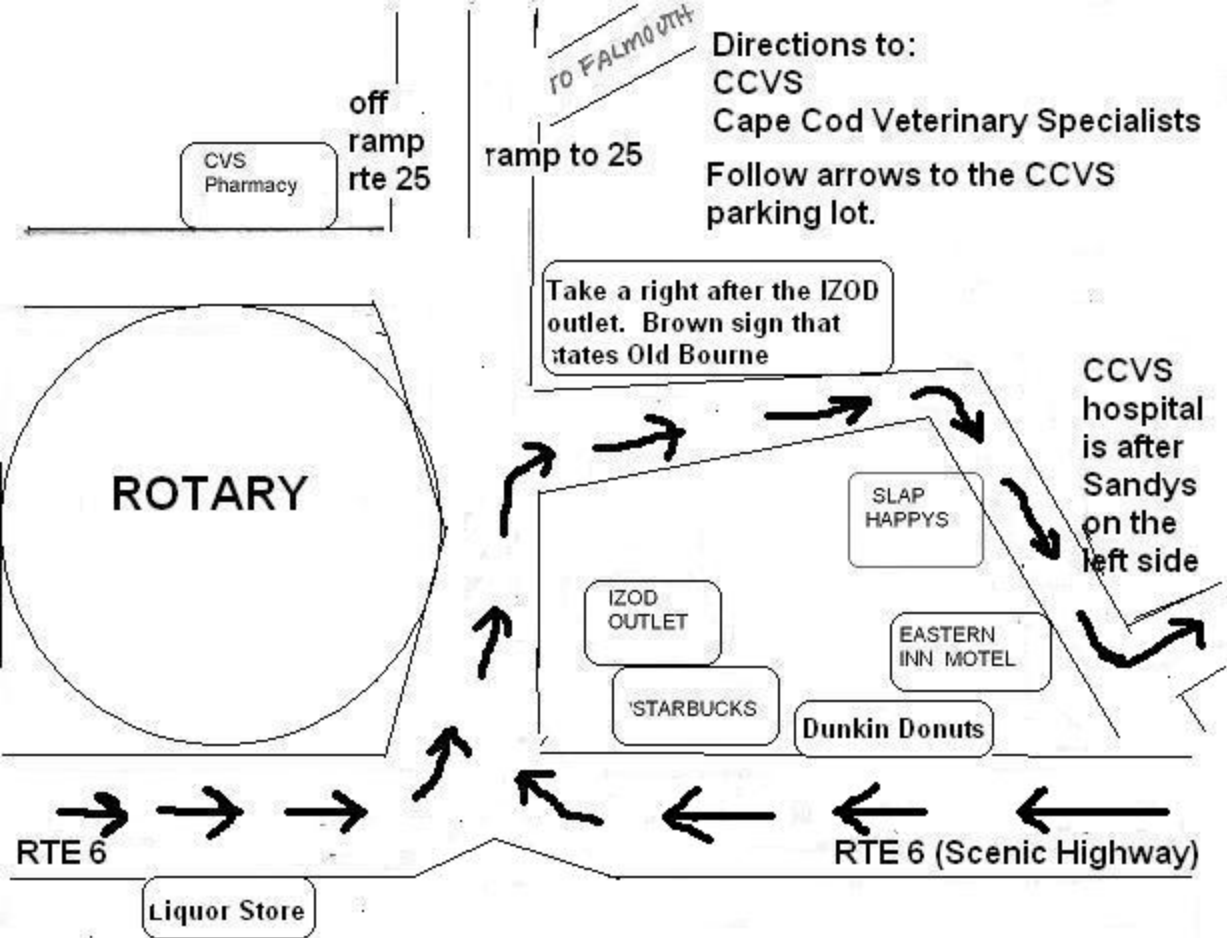 TO FALMOUTH
Directions to:
CCVS
Cape Cod Veterinary Specialists
off
ramp
rte 25
ramp to 25
CVS
Pharmacy
Follow arrows to the CCVS
parking lot.
Take a right after the IZOD
outlet. Brown sign that
states Old Bourne
CCVS
hospital
is after
Sandys
on the
left side
ROTARY
SLAP
HAPPYS
IZOD
OUTLET
EASTERN
INN MOTEL
'STARBUCKS
Dunkin Donuts
RTE 6
RTE 6 (Scenic Highway)
Liquor Store